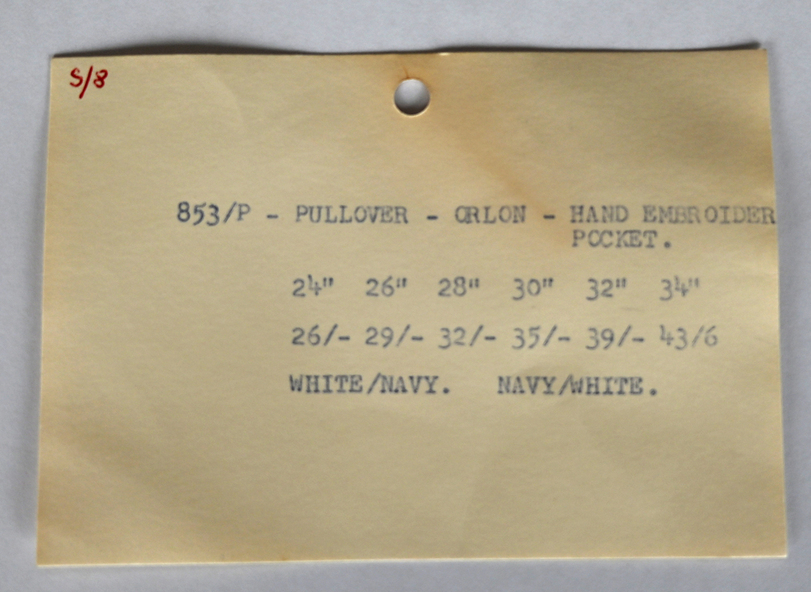 S/8
853/P - PULLOVER - ORLON - HAND EMBROIDER
POCKET.
24" 26" 28" 30" 32" 34"
26/- 29/- 32/- 35/- 39/- 43/6
WHITE/NAVY. NAVY/WHITE.